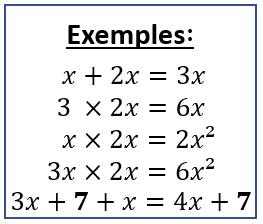 Exemples:
x + 2x = 3x
3 × 2x = 6x
x × 2x = 2x²
3x × 2x = 6x²
3x + 7 + x = 4x + 7